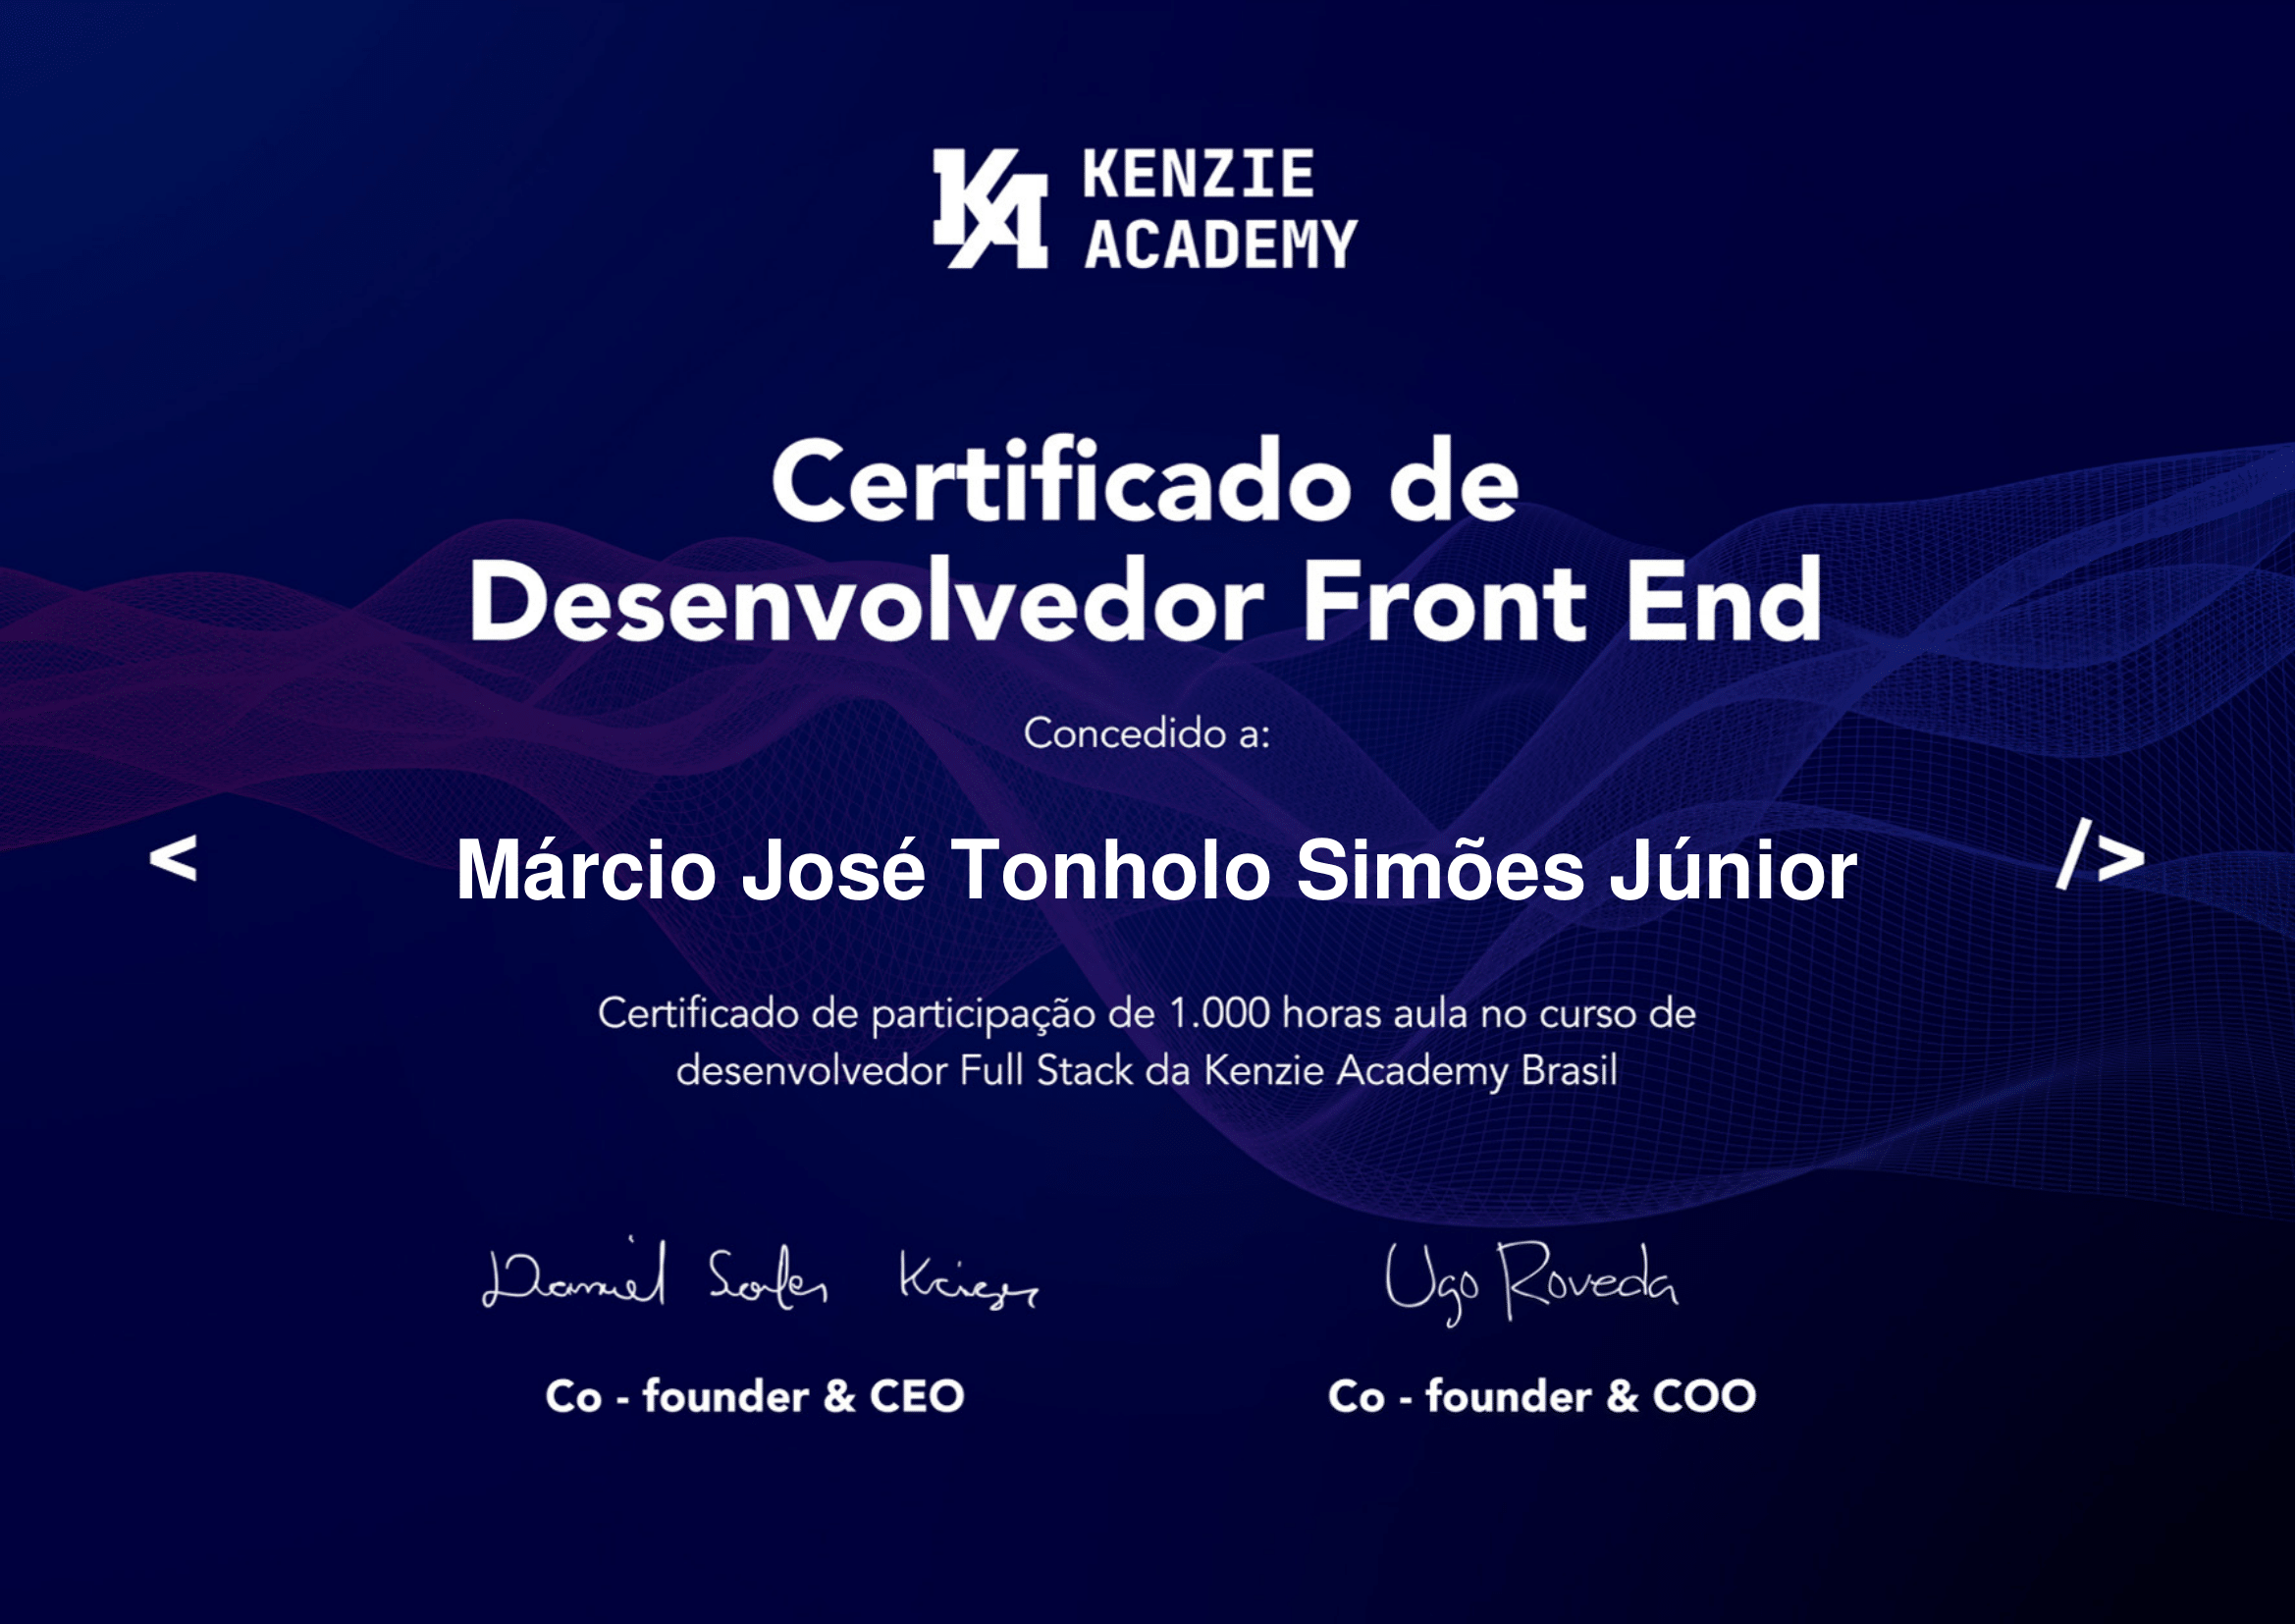 KENZIE
ACADEMY
Certificado de
Desenvolvedor Front End
Concedido a:
< Márcio José Tonholo Simões Júnior />
Certificado de participação de 1.000 horas aula no curso de
desenvolvedor Full Stack da Kenzie Academy Brasil
Daniel Kriger Ugo Roveda
Co - founder & CEO Co - founder & COO